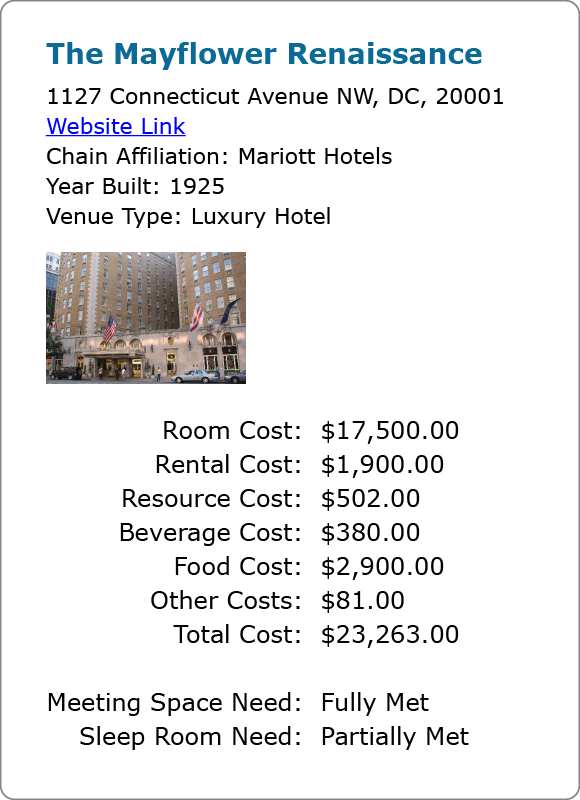 The Mayflower Renaissance
1127 Connecticut Avenue NW, DC, 20001
Website Link
Chain Affiliation: Mariott Hotels
Year Built: 1925
Venue Type: Luxury Hotel
Room Cost: $17,500.00
Rental Cost: $1,900.00
Resource Cost: $502.00
Beverage Cost: $380.00
Food Cost: $2,900.00
Other Costs: $81.00
Total Cost: $23,263.00
Meeting Space Need: Fully Met
Sleep Room Need: Partially Met